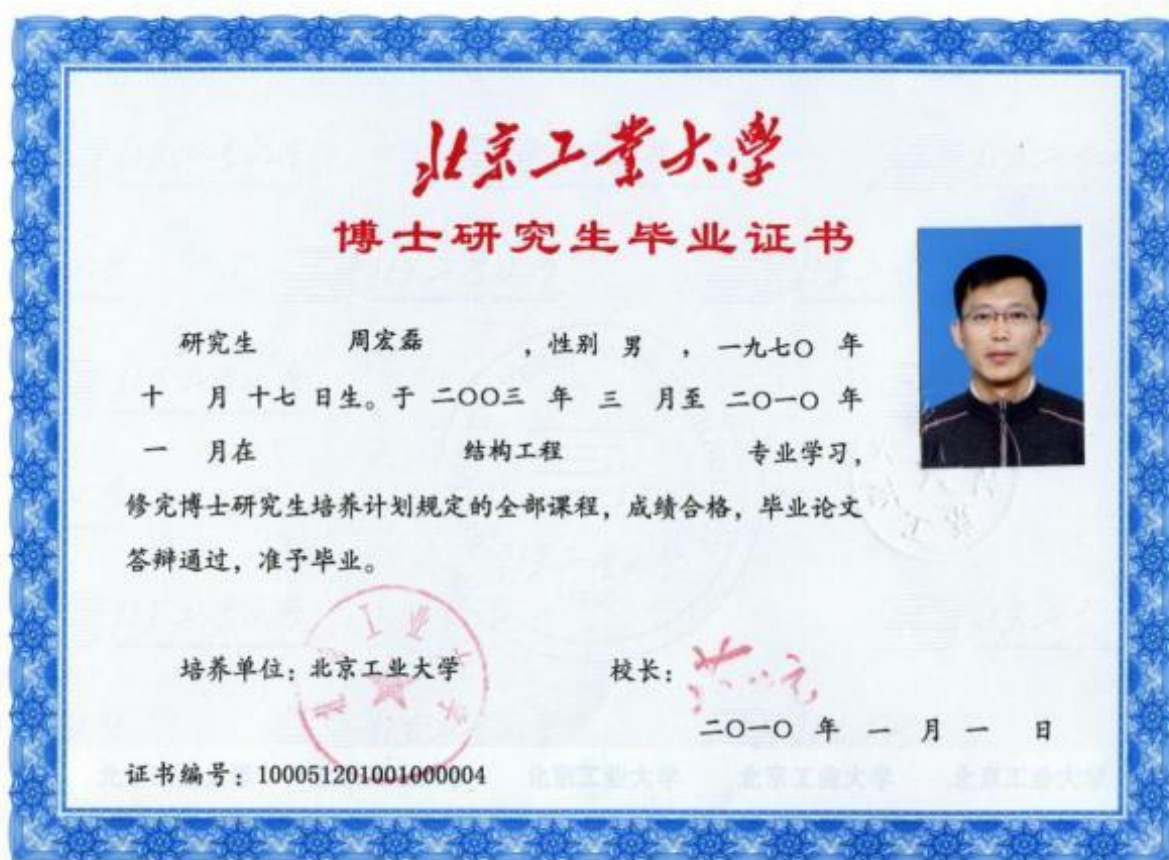 北京工业大学
博士研究生毕业证书
研究生 周宏磊 ，性别 男 ， 一九七〇 年
十 月 十七 日生。于 二〇〇三 年 三 月至 二〇一〇 年
一 月在 结构工程 专业学习，
修完博士研究生培养计划规定的全部课程，成绩合格，毕业论文
答辩通过，准予毕业。
培养单位：北京工业大学 校长：
北京工业大学
二〇一〇 年 一 月 一 日
证书编号：100051201001000004
北京工业大学 北京工业大学 北京工业大学